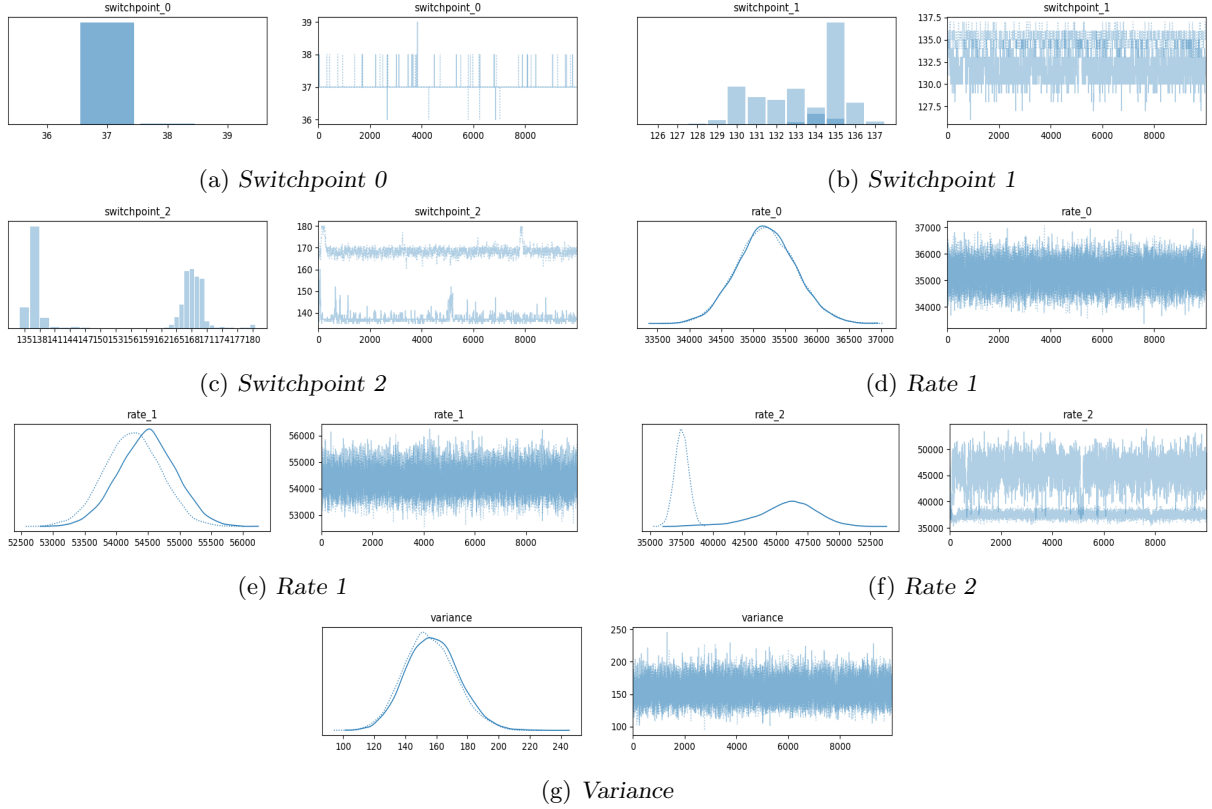 switchpoint_0
switchpoint_0
switchpoint_1
switchpoint_1
39
38
37
36
137.5
135.0
132.5
130.0
127.5
36 37 38 39
0 2000 4000 6000 8000
126 127 128 129 130 131 132 133 134 135 136 137
0 2000 4000 6000 8000
(a) Switchpoint 0
(b) Switchpoint 1
switchpoint_2
switchpoint_2
rate_0
rate_0
180
170
160
150
140
37000
36000
35000
34000
135138141144147150153156159162165168171174177180
0 2000 4000 6000 8000
33500 34000 34500 35000 35500 36000 36500 37000
0 2000 4000 6000 8000
(c) Switchpoint 2
(d) Rate 1
rate_1
rate_1
rate_2
rate_2
56000
55000
54000
53000
50000
45000
40000
35000
52500 53000 53500 54000 54500 55000 55500 56000
0 2000 4000 6000 8000
35000 37500 40000 42500 45000 47500 50000 52500
0 2000 4000 6000 8000
(e) Rate 1
(f) Rate 2
variance
variance
250
200
150
100
100 120 140 160 180 200 220 240
0 2000 4000 6000 8000
(g) Variance